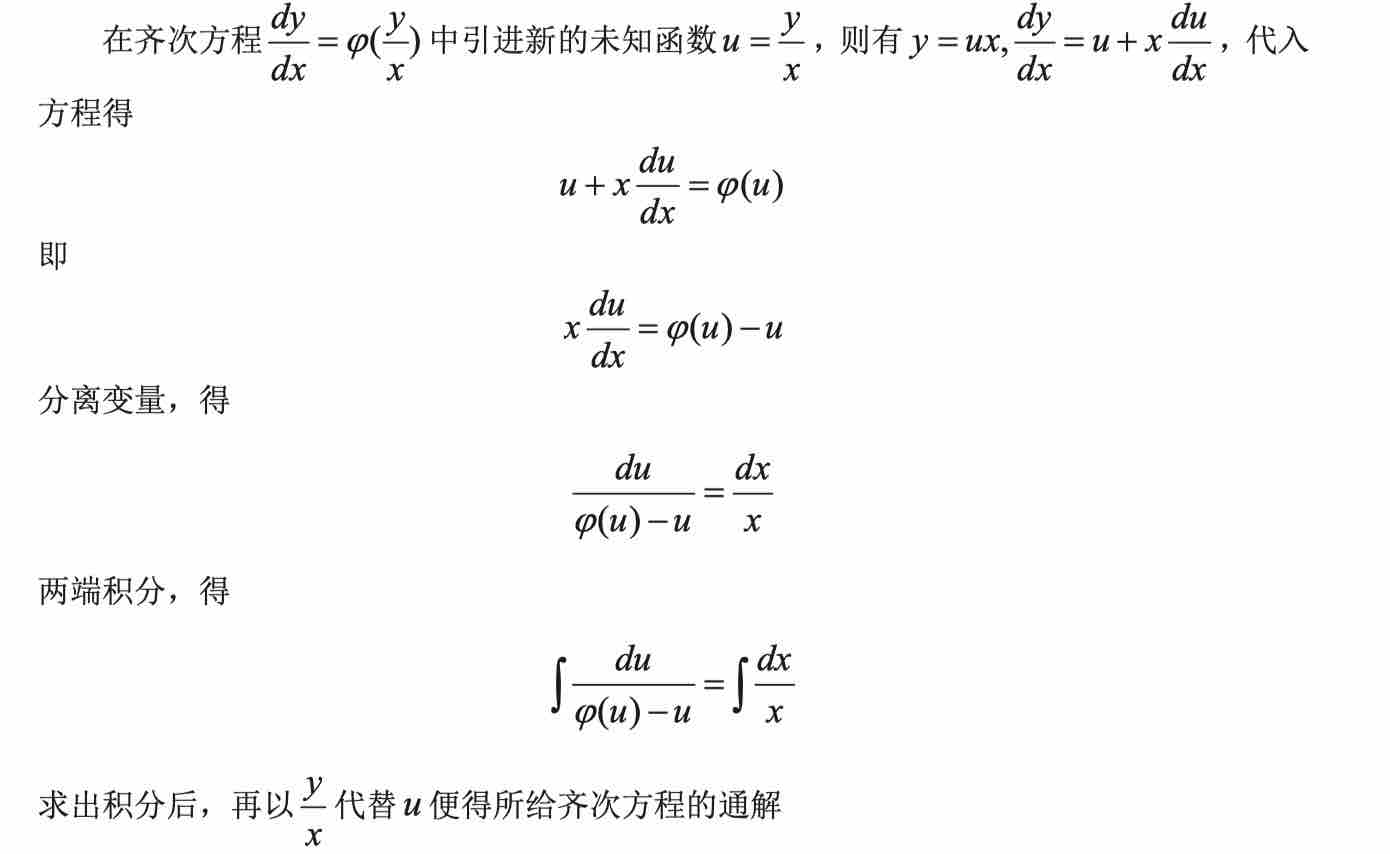 在齐次方程 $\frac{dy}{dx}=\varphi(\frac{y}{x})$ 中引进新的未知函数 $u=\frac{y}{x}$，则有 $y=ux,\frac{dy}{dx}=u+x\frac{du}{dx}$，代入
方程得
$u+x\frac{du}{dx}=\varphi(u)$
即
$x\frac{du}{dx}=\varphi(u)-u$
分离变量，得
$\frac{du}{\varphi(u)-u}=\frac{dx}{x}$
两端积分，得
$\int\frac{du}{\varphi(u)-u}=\int\frac{dx}{x}$
求出积分后，再以 $\frac{y}{x}$ 代替 $u$ 便得所给齐次方程的通解